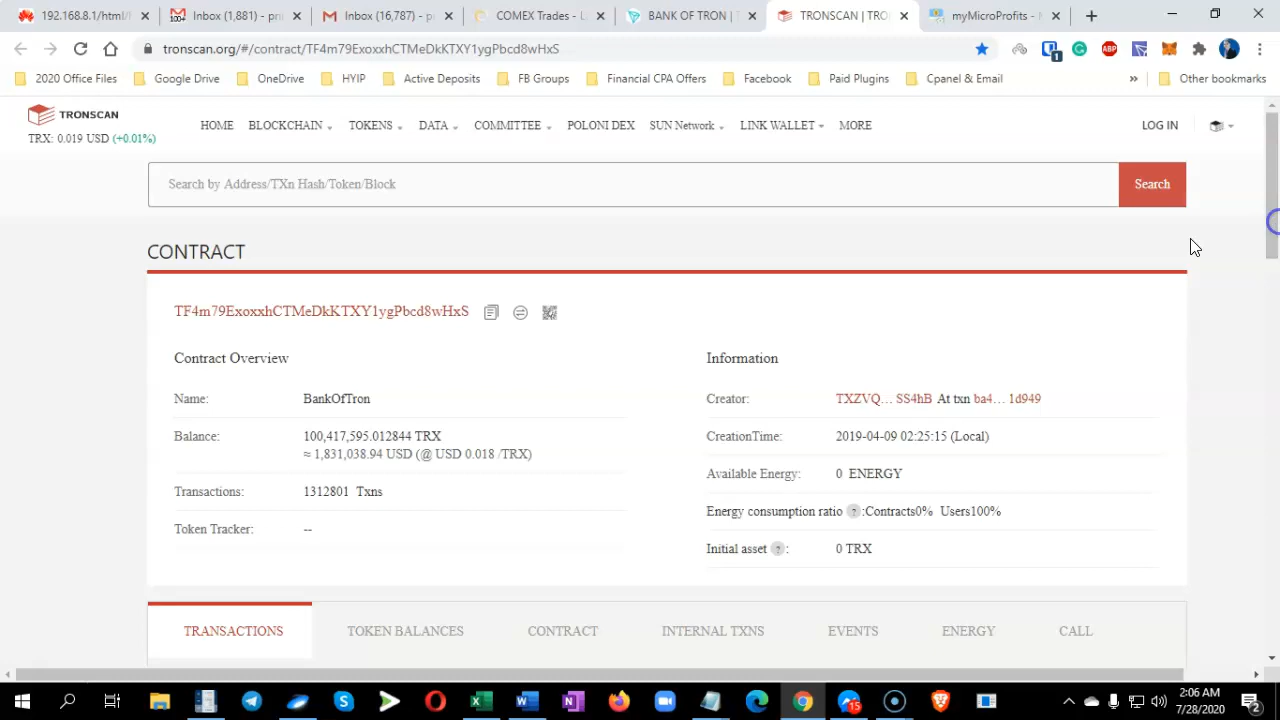 192.168.8.1/html/
Inbox (1,881) - pri
Inbox (16,787) - p
COMEX Trades - L
BANK OF TRON | T
TRONSCAN | TRO
myMicroProfits - M
tronscan.org/#/contract/TF4m79ExoxxhCTMeDkKTXY1ygPbcd8wHxS
1
ABP
2020 Office Files
Google Drive
OneDrive
HYIP
Active Deposits
FB Groups
Financial CPA Offers
Facebook
Paid Plugins
Cpanel & Email
»
Other bookmarks
TRONSCAN
TRX: 0.019 USD (+0.01%)
HOME BLOCKCHAIN TOKENS DATA COMMITTEE POLONI DEX SUN Network LINK WALLET MORE
LOG IN
Search by Address/TXn Hash/Token/Block
Search
CONTRACT
TF4m79ExoxxhCTMeDkKTXY1ygPbcd8wHxS
Contract Overview
Name: BankOfTron
Balance: 100,417,595.012844 TRX
≈ 1,831,038.94 USD (@ USD 0.018 /TRX)
Transactions: 1312801 Txns
Token Tracker: --
Information
Creator: TXZVQ... SS4hB At txn ba4... 1d949
CreationTime: 2019-04-09 02:25:15 (Local)
Available Energy: 0 ENERGY
Energy consumption ratio ? :Contracts0% Users100%
Initial asset ? : 0 TRX
TRANSACTIONS TOKEN BALANCES CONTRACT INTERNAL TXNS EVENTS ENERGY CALL
15
2:06 AM
7/28/2020
2